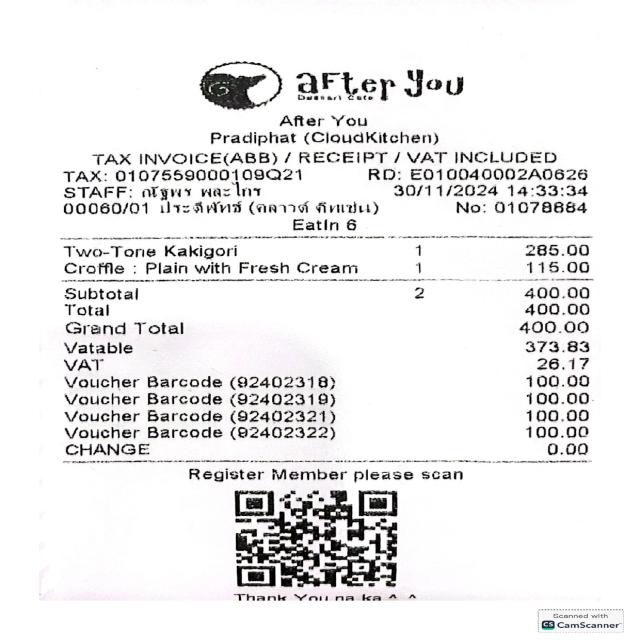 after you
Dessert Cafe
After You
Pradiphat (CloudKitchen)
TAX INVOICE(ABB) / RECEIPT / VAT INCLUDED
TAX: 0107559000109Q21 RD: E010040002A0626
STAFF: ณัฐพร พละไกร 30/11/2024 14:33:34
00060/01 ประดิพัทธ์ (คลาวด์ คิทเช่น) No: 01078684
EatIn 6
Two-Tone Kakigori 1 285.00
Croffle : Plain with Fresh Cream 1 115.00
Subtotal 2 400.00
Total 400.00
Grand Total 400.00
Vatable 373.83
VAT 26.17
Voucher Barcode (92402318) 100.00
Voucher Barcode (92402319) 100.00
Voucher Barcode (92402321) 100.00
Voucher Barcode (92402322) 100.00
CHANGE 0.00
Register Member please scan
Thank You na ka ^ ^
Scanned with
CS CamScanner